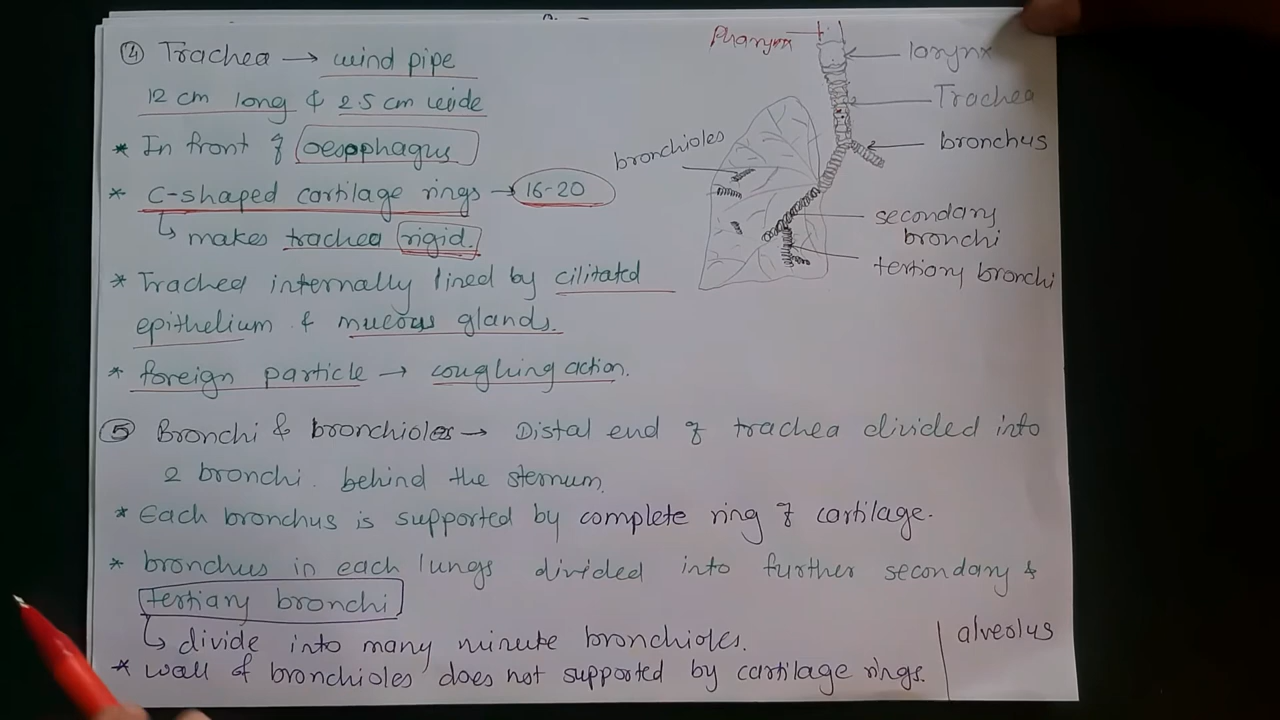 ④ Trachea → wind pipe
12 cm long & 2.5 cm wide
* In front of oesophagus
* C-shaped cartilage rings → 16-20
↳ makes trachea rigid.
* Trachea internally lined by cilitated
epithelium & mucous glands.
* foreign particle → coughing action.
Pharynx
larynx
Trachea
bronchus
bronchioles
secondary
bronchi
tertiary bronchi
⑤ Bronchi & bronchioles → Distal end of trachea divided into
2 bronchi. behind the sternum.
* Each bronchus is supported by complete ring of cartilage.
* bronchus in each lungs divided into further secondary &
tertiary bronchi
↳ divide into many minute bronchioles.
* wall of bronchioles does not supported by cartilage rings.
alveolus